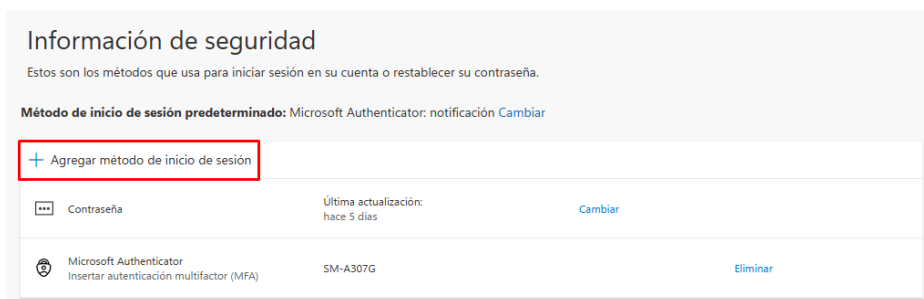 Información de seguridad
Estos son los métodos que usa para iniciar sesión en su cuenta o restablecer su contraseña.
Método de inicio de sesión predeterminado: Microsoft Authenticator: notificación Cambiar
+ Agregar método de inicio de sesión
Contraseña
Última actualización:
hace 5 días
Cambiar
Microsoft Authenticator
Insertar autenticación multifactor (MFA)
SM-A307G
Eliminar